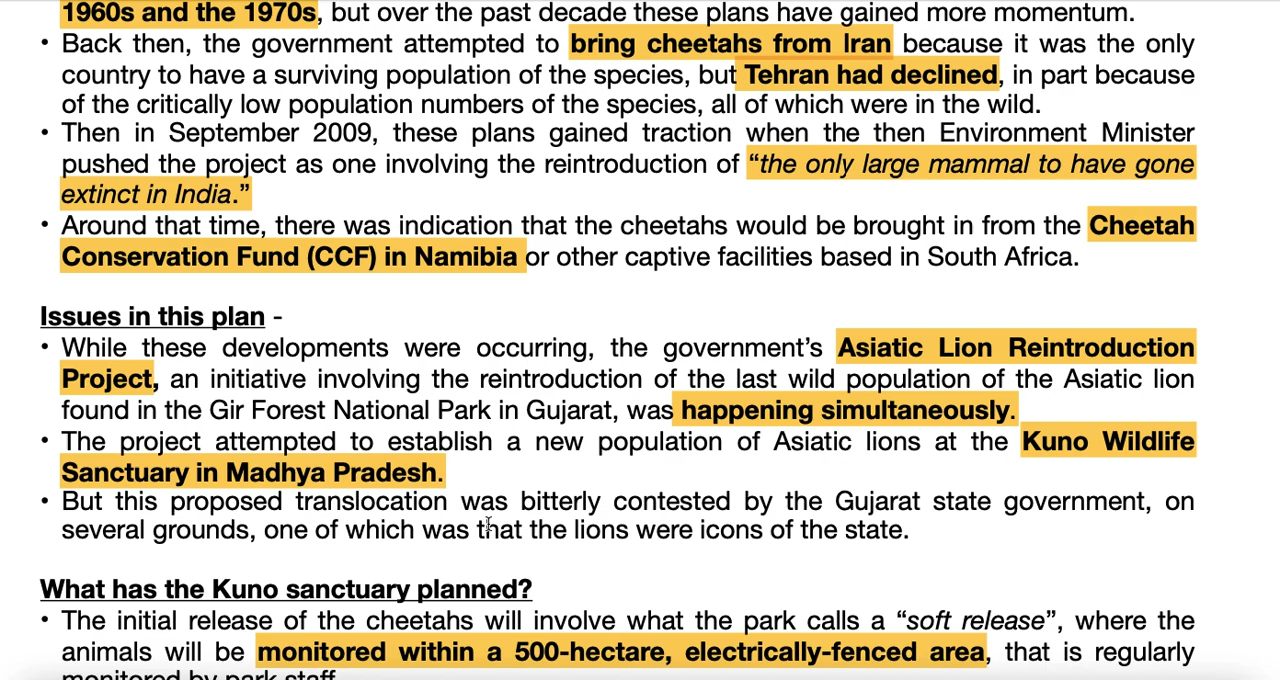 1960s and the 1970s, but over the past decade these plans have gained more momentum.
• Back then, the government attempted to bring cheetahs from Iran because it was the only
country to have a surviving population of the species, but Tehran had declined, in part because
of the critically low population numbers of the species, all of which were in the wild.
• Then in September 2009, these plans gained traction when the then Environment Minister
pushed the project as one involving the reintroduction of “the only large mammal to have gone
extinct in India.”
• Around that time, there was indication that the cheetahs would be brought in from the Cheetah
Conservation Fund (CCF) in Namibia or other captive facilities based in South Africa.
Issues in this plan -
• While these developments were occurring, the government’s Asiatic Lion Reintroduction
Project, an initiative involving the reintroduction of the last wild population of the Asiatic lion
found in the Gir Forest National Park in Gujarat, was happening simultaneously.
• The project attempted to establish a new population of Asiatic lions at the Kuno Wildlife
Sanctuary in Madhya Pradesh.
• But this proposed translocation was bitterly contested by the Gujarat state government, on
several grounds, one of which was that the lions were icons of the state.
What has the Kuno sanctuary planned?
• The initial release of the cheetahs will involve what the park calls a “soft release”, where the
animals will be monitored within a 500-hectare, electrically-fenced area, that is regularly
monitored by park staff.